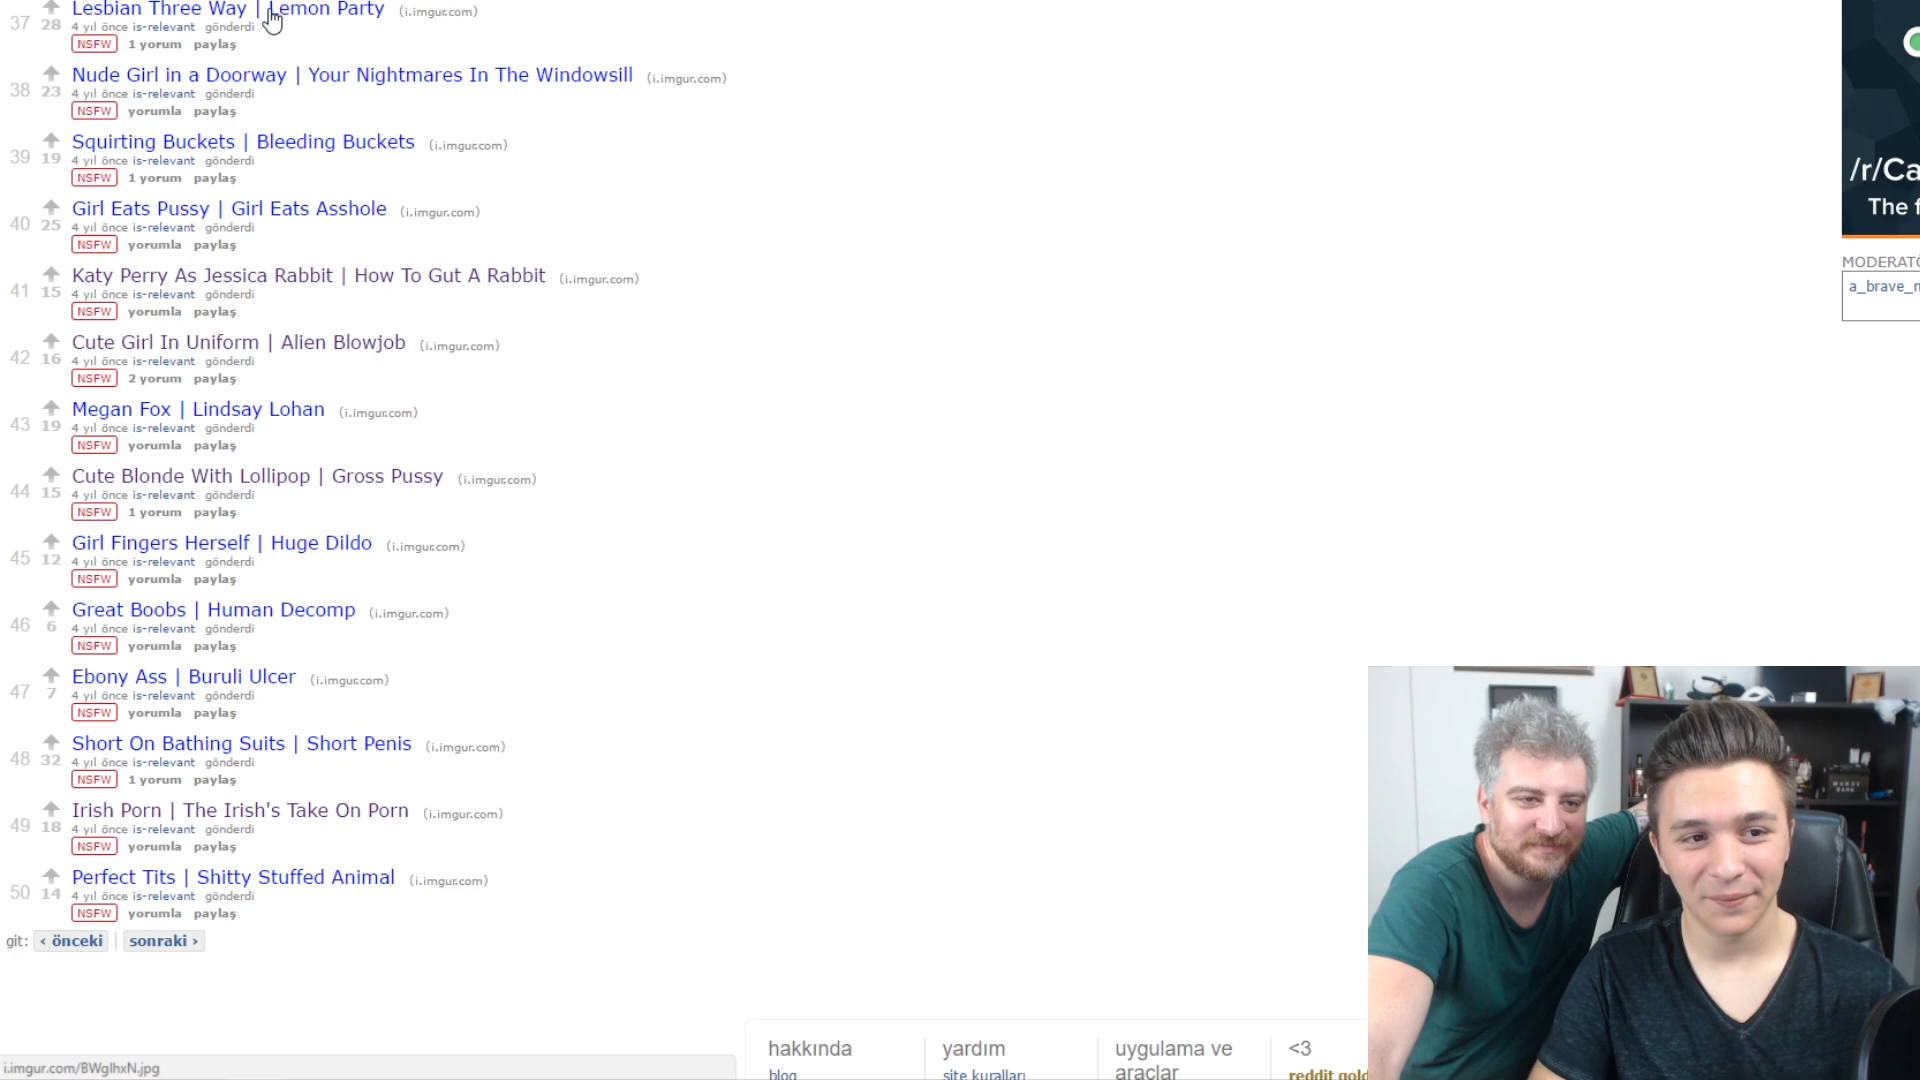 37 28 Lesbian Three Way | Lemon Party (i.imgur.com)
4 yıl önce is-relevant gönderdi
NSFW 1 yorum paylaş
38 23 Nude Girl in a Doorway | Your Nightmares In The Windowsill (i.imgur.com)
4 yıl önce is-relevant gönderdi
NSFW yorumla paylaş
39 19 Squirting Buckets | Bleeding Buckets (i.imgur.com)
4 yıl önce is-relevant gönderdi
NSFW 1 yorum paylaş
40 25 Girl Eats Pussy | Girl Eats Asshole (i.imgur.com)
4 yıl önce is-relevant gönderdi
NSFW yorumla paylaş
41 15 Katy Perry As Jessica Rabbit | How To Gut A Rabbit (i.imgur.com)
4 yıl önce is-relevant gönderdi
NSFW yorumla paylaş
42 16 Cute Girl In Uniform | Alien Blowjob (i.imgur.com)
4 yıl önce is-relevant gönderdi
NSFW 2 yorum paylaş
43 19 Megan Fox | Lindsay Lohan (i.imgur.com)
4 yıl önce is-relevant gönderdi
NSFW yorumla paylaş
44 15 Cute Blonde With Lollipop | Gross Pussy (i.imgur.com)
4 yıl önce is-relevant gönderdi
NSFW 1 yorum paylaş
45 12 Girl Fingers Herself | Huge Dildo (i.imgur.com)
4 yıl önce is-relevant gönderdi
NSFW yorumla paylaş
46 6 Great Boobs | Human Decomp (i.imgur.com)
4 yıl önce is-relevant gönderdi
NSFW yorumla paylaş
47 7 Ebony Ass | Buruli Ulcer (i.imgur.com)
4 yıl önce is-relevant gönderdi
NSFW yorumla paylaş
48 32 Short On Bathing Suits | Short Penis (i.imgur.com)
4 yıl önce is-relevant gönderdi
NSFW 1 yorum paylaş
49 18 Irish Porn | The Irish's Take On Porn (i.imgur.com)
4 yıl önce is-relevant gönderdi
NSFW yorumla paylaş
50 14 Perfect Tits | Shitty Stuffed Animal (i.imgur.com)
4 yıl önce is-relevant gönderdi
NSFW yorumla paylaş
git: ‹ önceki | sonraki ›
/r/Ca
The f
MODERATÖ
a_brave_
hakkında
blog
yardım
site kuralları
uygulama ve
araçlar
<3
reddit gold
i.imgur.com/BWglhxN.jpg